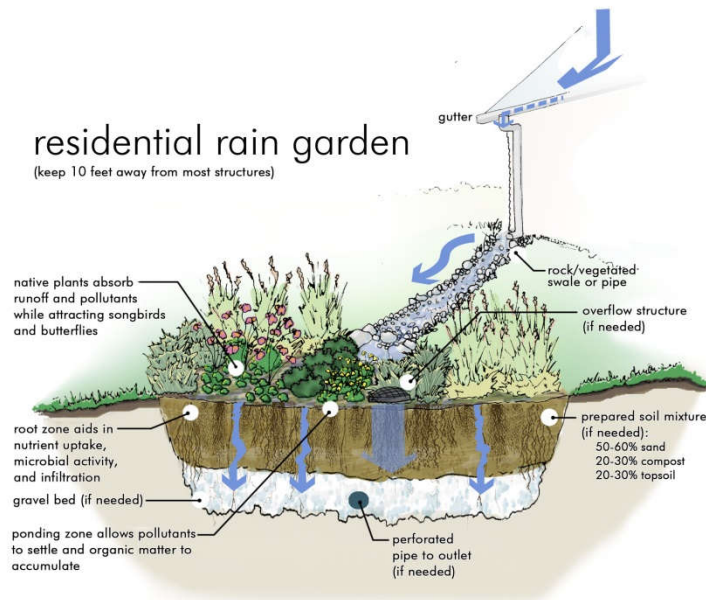 gutter
residential rain garden
(keep 10 feet away from most structures)
rock/vegetated
swale or pipe
native plants absorb
runoff and pollutants
while attracting songbirds
and butterflies
overflow structure
(if needed)
root zone aids in
nutrient uptake,
microbial activity,
and infiltration
prepared soil mixture
(if needed):
50-60% sand
20-30% compost
20-30% topsoil
gravel bed (if needed)
ponding zone allows pollutants
to settle and organic matter to
accumulate
perforated
pipe to outlet
(if needed)